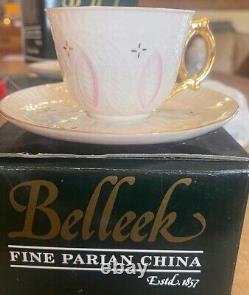 Belleek
FINE PARIAN CHINA
Estd. 1857